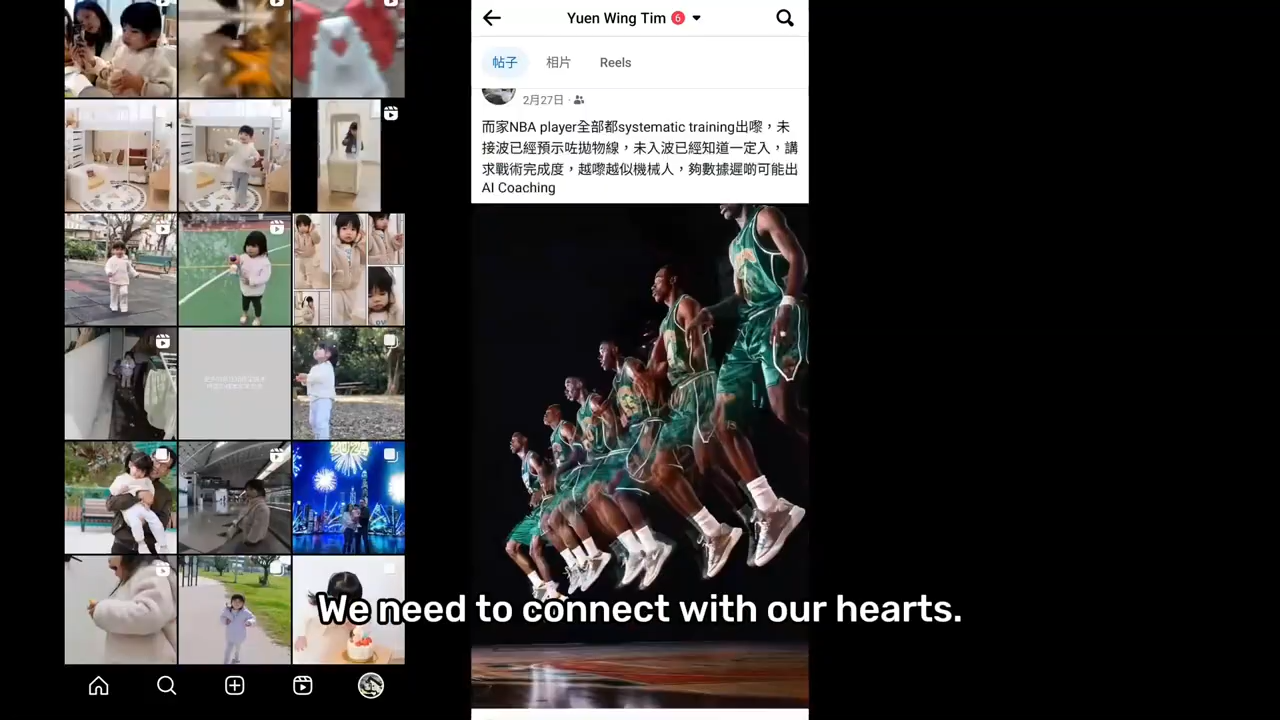 Yuen Wing Tim 6
帖子 相片 Reels
2月27日
而家NBA player全部都systematic training出嚟，未
接波已經預示咗拋物線，未入波已經知道一定入，講
求戰術完成度，越嚟越似機械人，夠數據遲啲可能出
AI Coaching
We need to connect with our hearts.